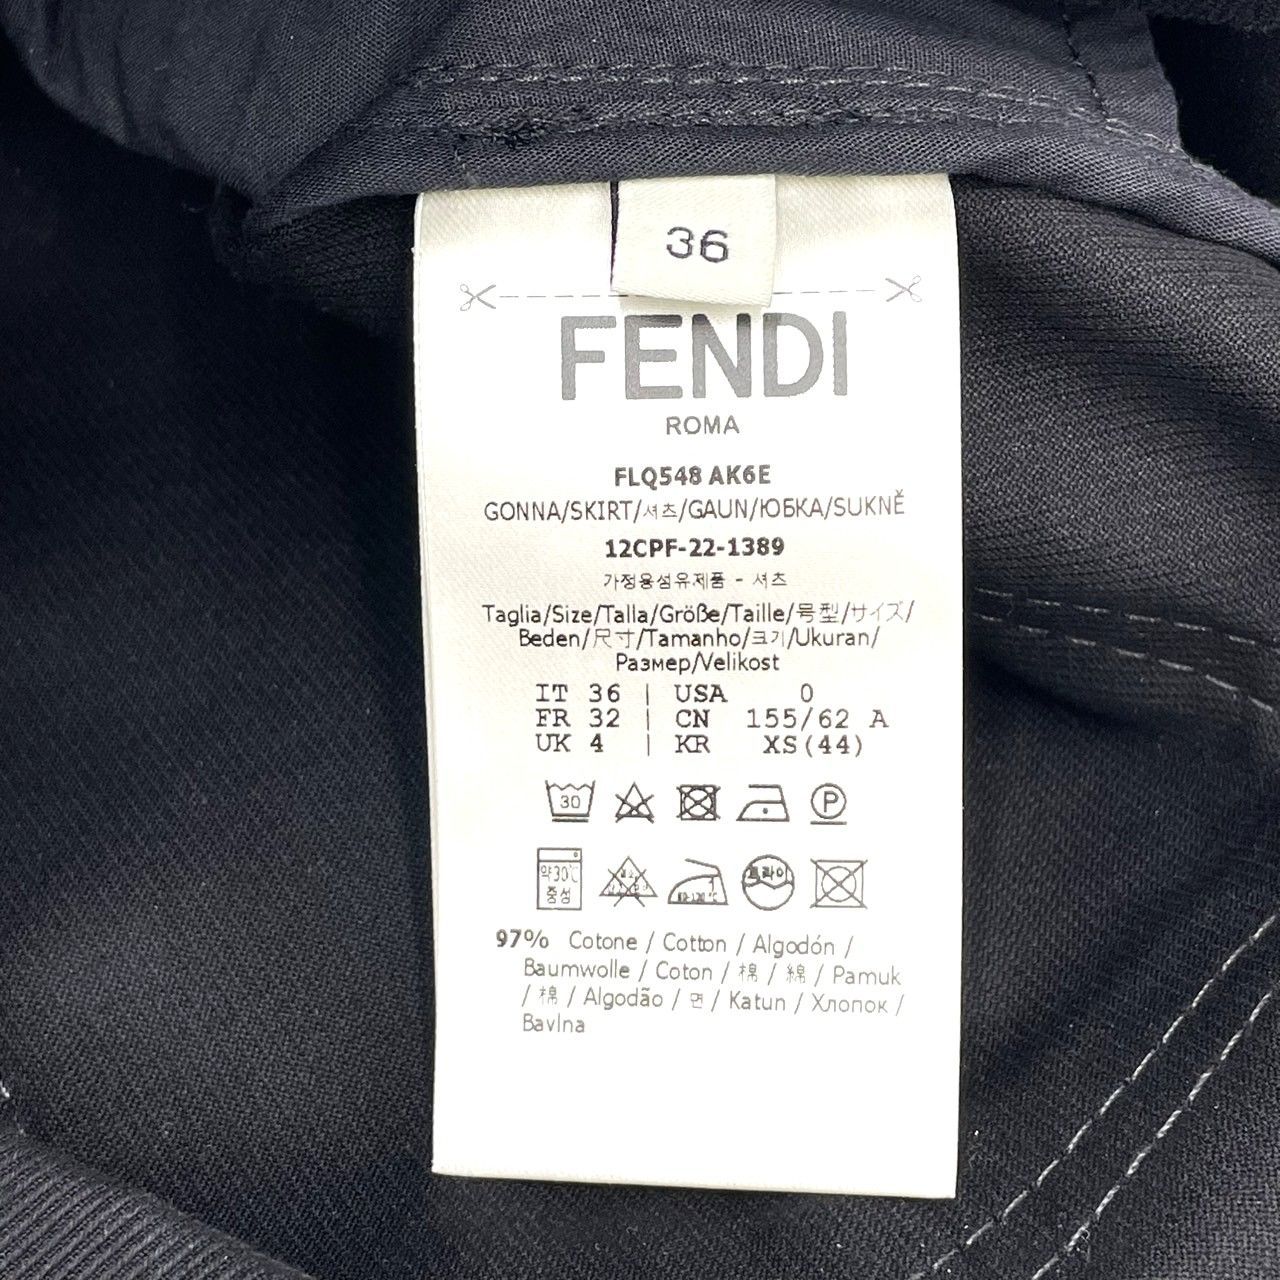 36
FENDI
ROMA
FLQ548 AK6E
GONNA/SKIRT/셔츠/GAUN/ЮБКА/SUKNĚ
12CPF-22-1389
가정용섬유제품 - 셔츠
Taglia/Size/Talla/Größe/Taille/号型/サイズ/
Beden/尺寸/Tamanho/크기/Ukuran/
Размер/Velikost
IT 36 | USA 0
FR 32 | CN 155/62 A
UK 4 | KR XS(44)
30 P
약30℃ 드라이
중성
97% Cotone / Cotton / Algodón /
Baumwolle / Coton / 棉 / 綿 / Pamuk
/ 棉 / Algodão / 면 / Katun / Хлопок /
Bavlna